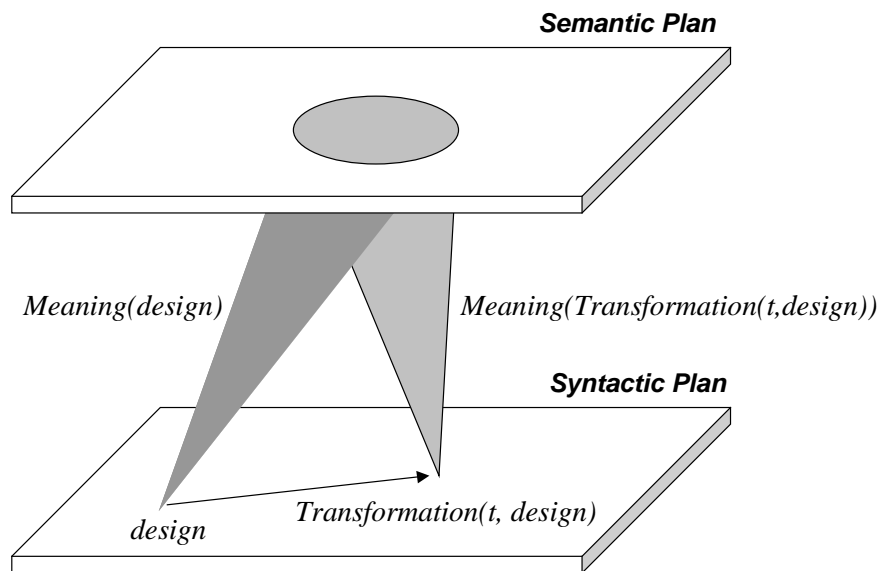 Semantic Plan
Meaning(design)
Meaning(Transformation(t,design))
Syntactic Plan
Transformation(t, design)
design